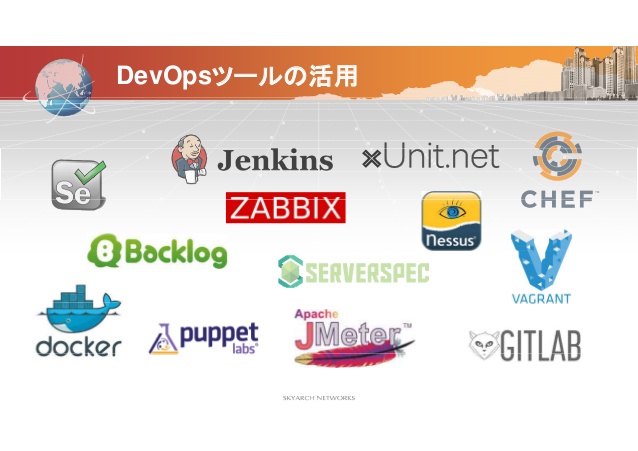 DevOpsツールの活用
Se
Jenkins
xUnit.net
CHEF™
ZABBIX
nessus®
Backlog
SERVERSPEC
VAGRANT
docker
puppet
labs®
Apache
JMeter™
GITLAB
SKYARCH NETWORKS